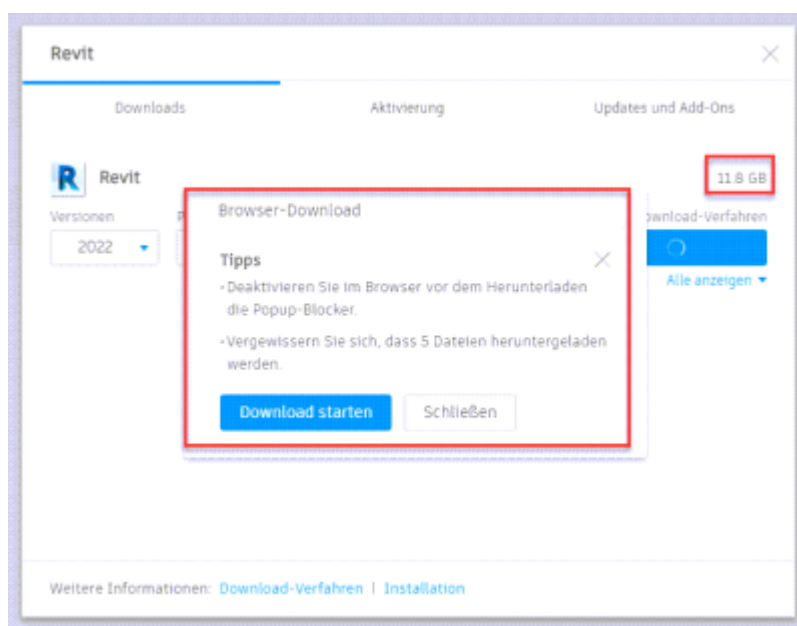 Revit
Downloads
Aktivierung
Updates und Add-Ons
R Revit
11.8 GB
Versionen
2022
Browser-Download
Tipps
-Deaktivieren Sie im Browser vor dem Herunterladen
die Popup-Blocker.
-Vergewissern Sie sich, dass 5 Dateien heruntergeladen
werden.
Download starten
Schließen
ownload-Verfahren
Alle anzeigen
Weitere Informationen: Download-Verfahren | Installation